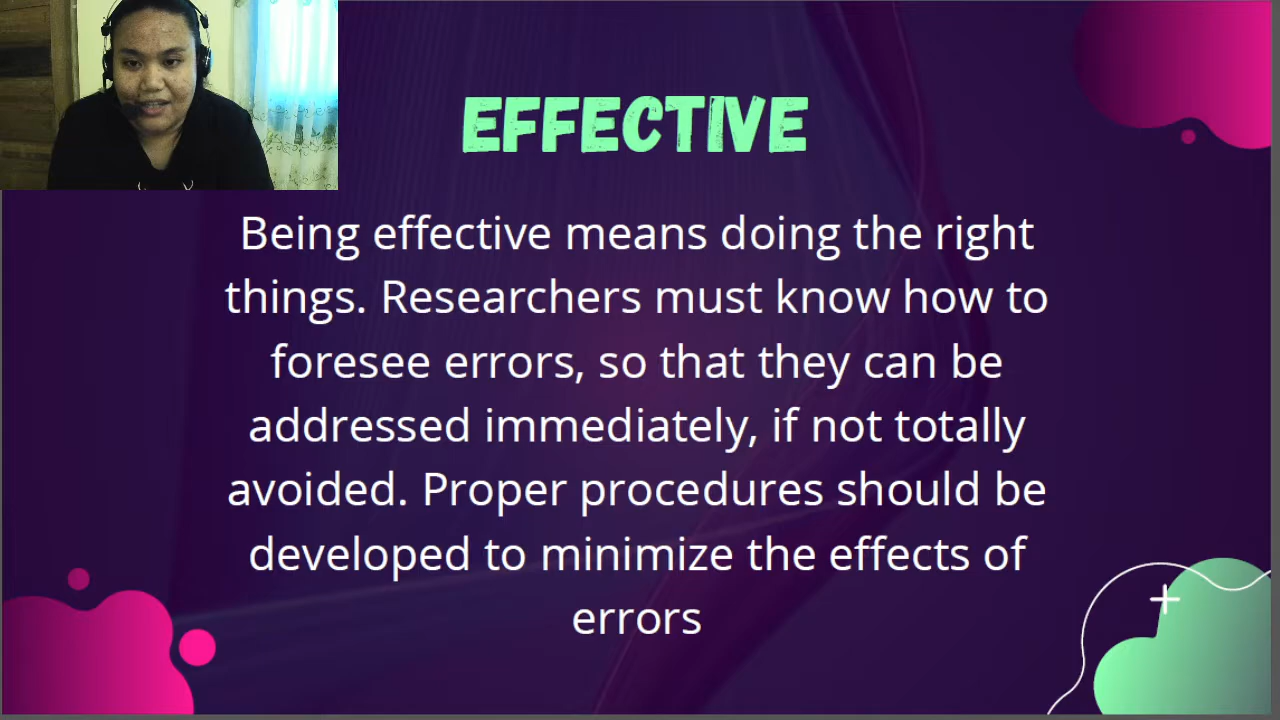 EFFECTIVE
Being effective means doing the right
things. Researchers must know how to
foresee errors, so that they can be
addressed immediately, if not totally
avoided. Proper procedures should be
developed to minimize the effects of
errors